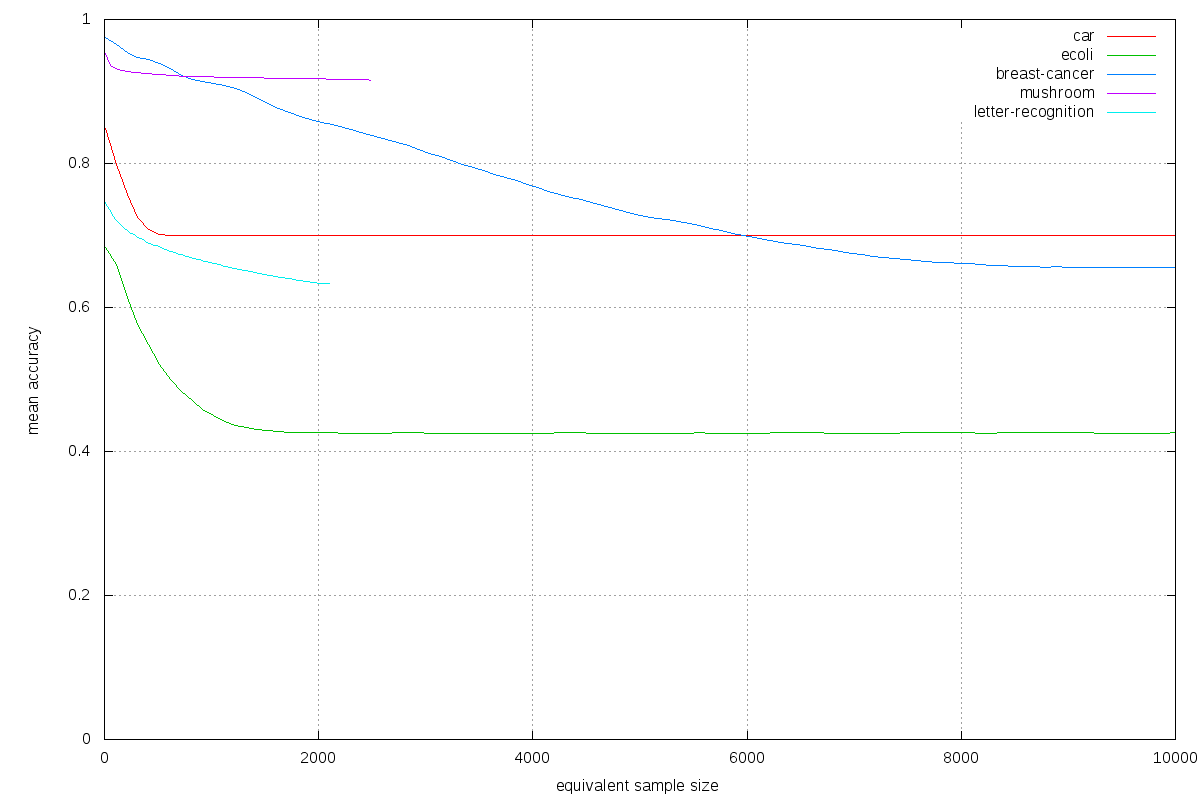 1
0.8
0.6
0.4
0.2
0
mean accuracy
car
ecoli
breast-cancer
mushroom
letter-recognition
0 2000 4000 6000 8000 10000
equivalent sample size